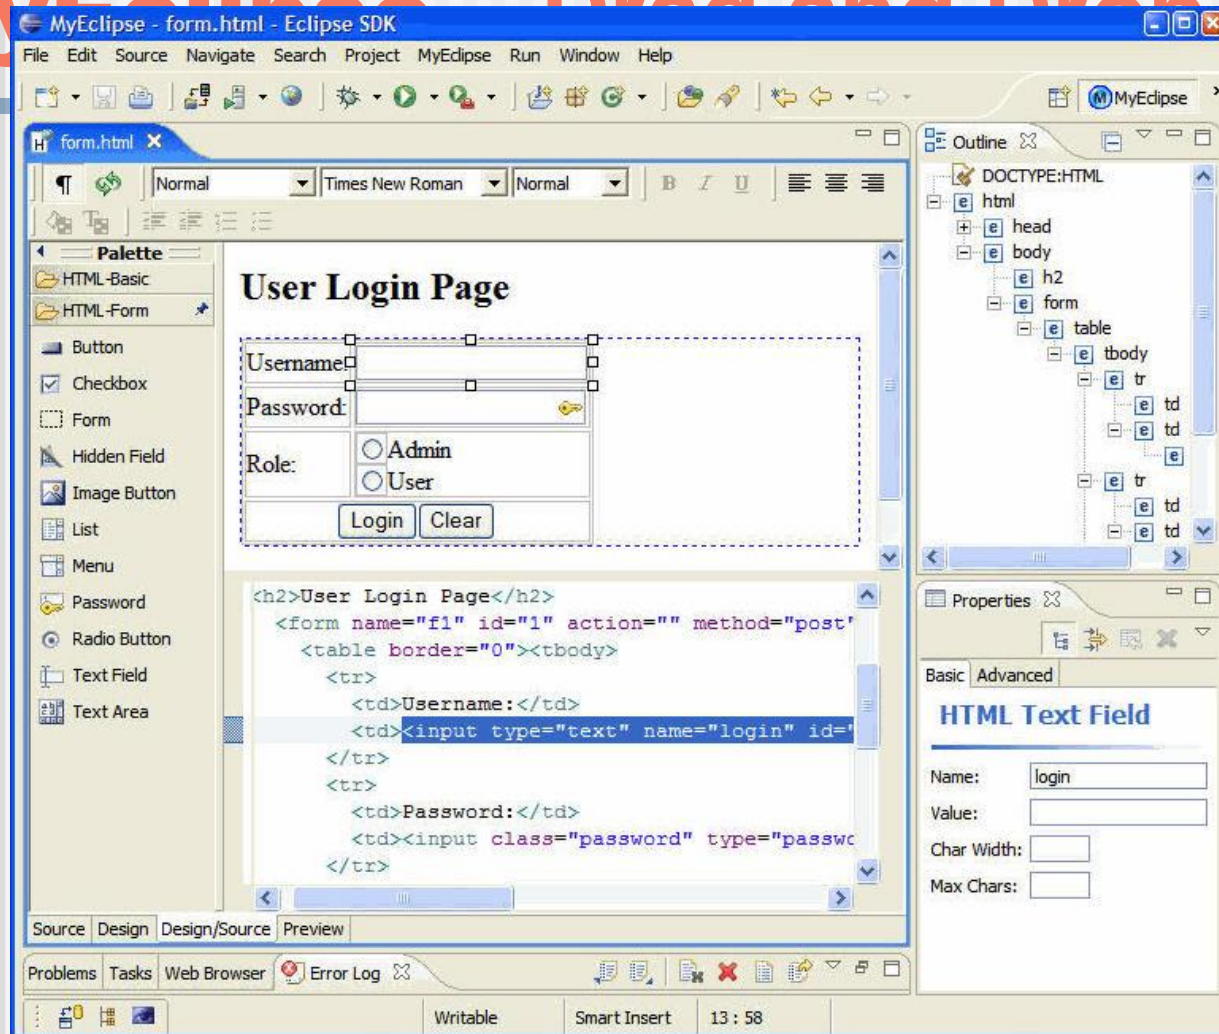 MyEclipse - form.html - Eclipse SDK
File Edit Source Navigate Search Project MyEclipse Run Window Help
MyEclipse
form.html
Normal Times New Roman Normal B I U
Palette
HTML-Basic
HTML-Form
Button
Checkbox
Form
Hidden Field
Image Button
List
Menu
Password
Radio Button
Text Field
Text Area
User Login Page
Username
Password:
Role:
Admin
User
Login Clear
<h2>User Login Page</h2>
<form name="f1" id="1" action="" method="post"
<table border="0"><tbody>
<tr>
<td>Username:</td>
<td><input type="text" name="login" id="
</tr>
<tr>
<td>Password:</td>
<td><input class="password" type="passwo
</tr>
Source Design Design/Source Preview
Problems Tasks Web Browser Error Log
Writable Smart Insert 13 : 58
Outline
DOCTYPE:HTML
html
head
body
h2
form
table
tbody
tr
td
td
tr
td
td
Properties
Basic Advanced
HTML Text Field
Name: login
Value:
Char Width:
Max Chars: